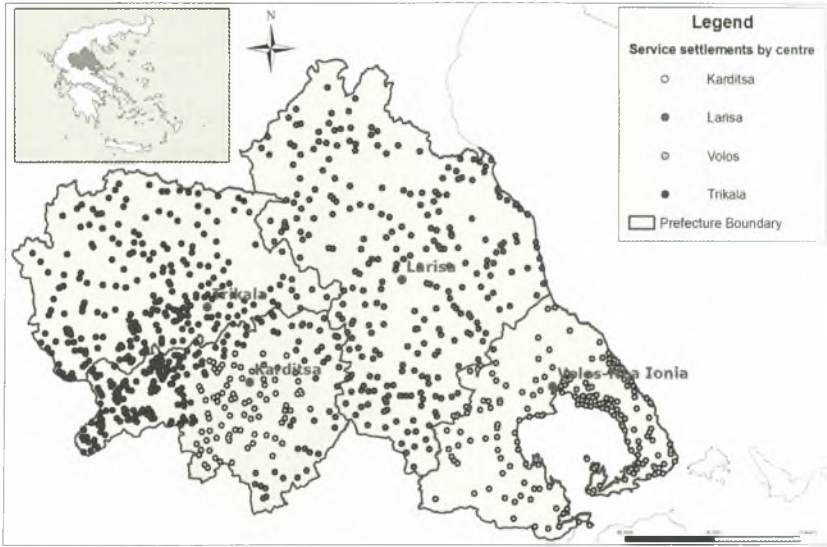 N
Legend
Service settlements by centre
Karditsa
Larisa
Volos
Trikala
Prefecture Boundary
Larisa
Trikala
Karditsa
Volos-Nea Ionia